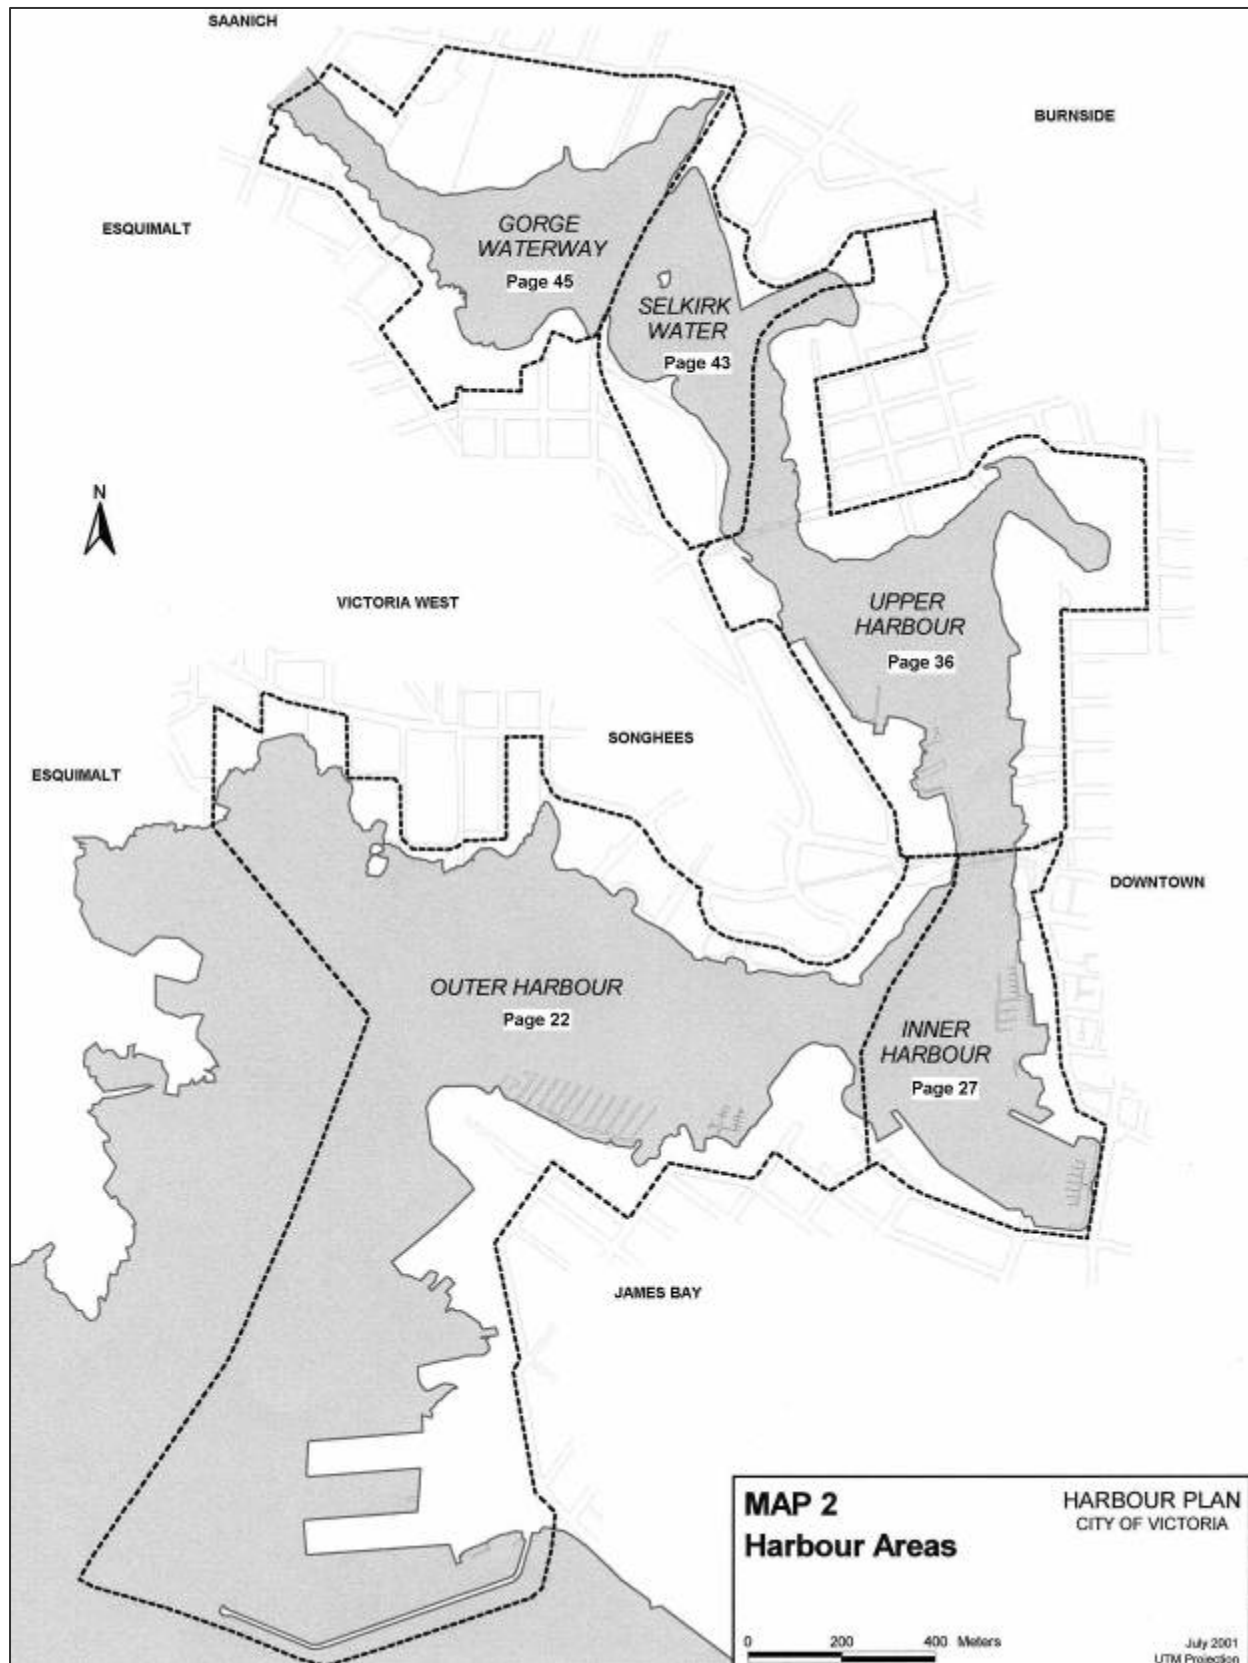 SAANICH
BURNSIDE
ESQUIMALT
GORGE
WATERWAY
Page 45
SELKIRK
WATER
Page 43
N
VICTORIA WEST
UPPER
HARBOUR
Page 36
SONGHEES
ESQUIMALT
DOWNTOWN
OUTER HARBOUR
Page 22
INNER
HARBOUR
Page 27
JAMES BAY
MAP 2
Harbour Areas
HARBOUR PLAN
CITY OF VICTORIA
0 200 400 Meters
July 2001
UTM Projection